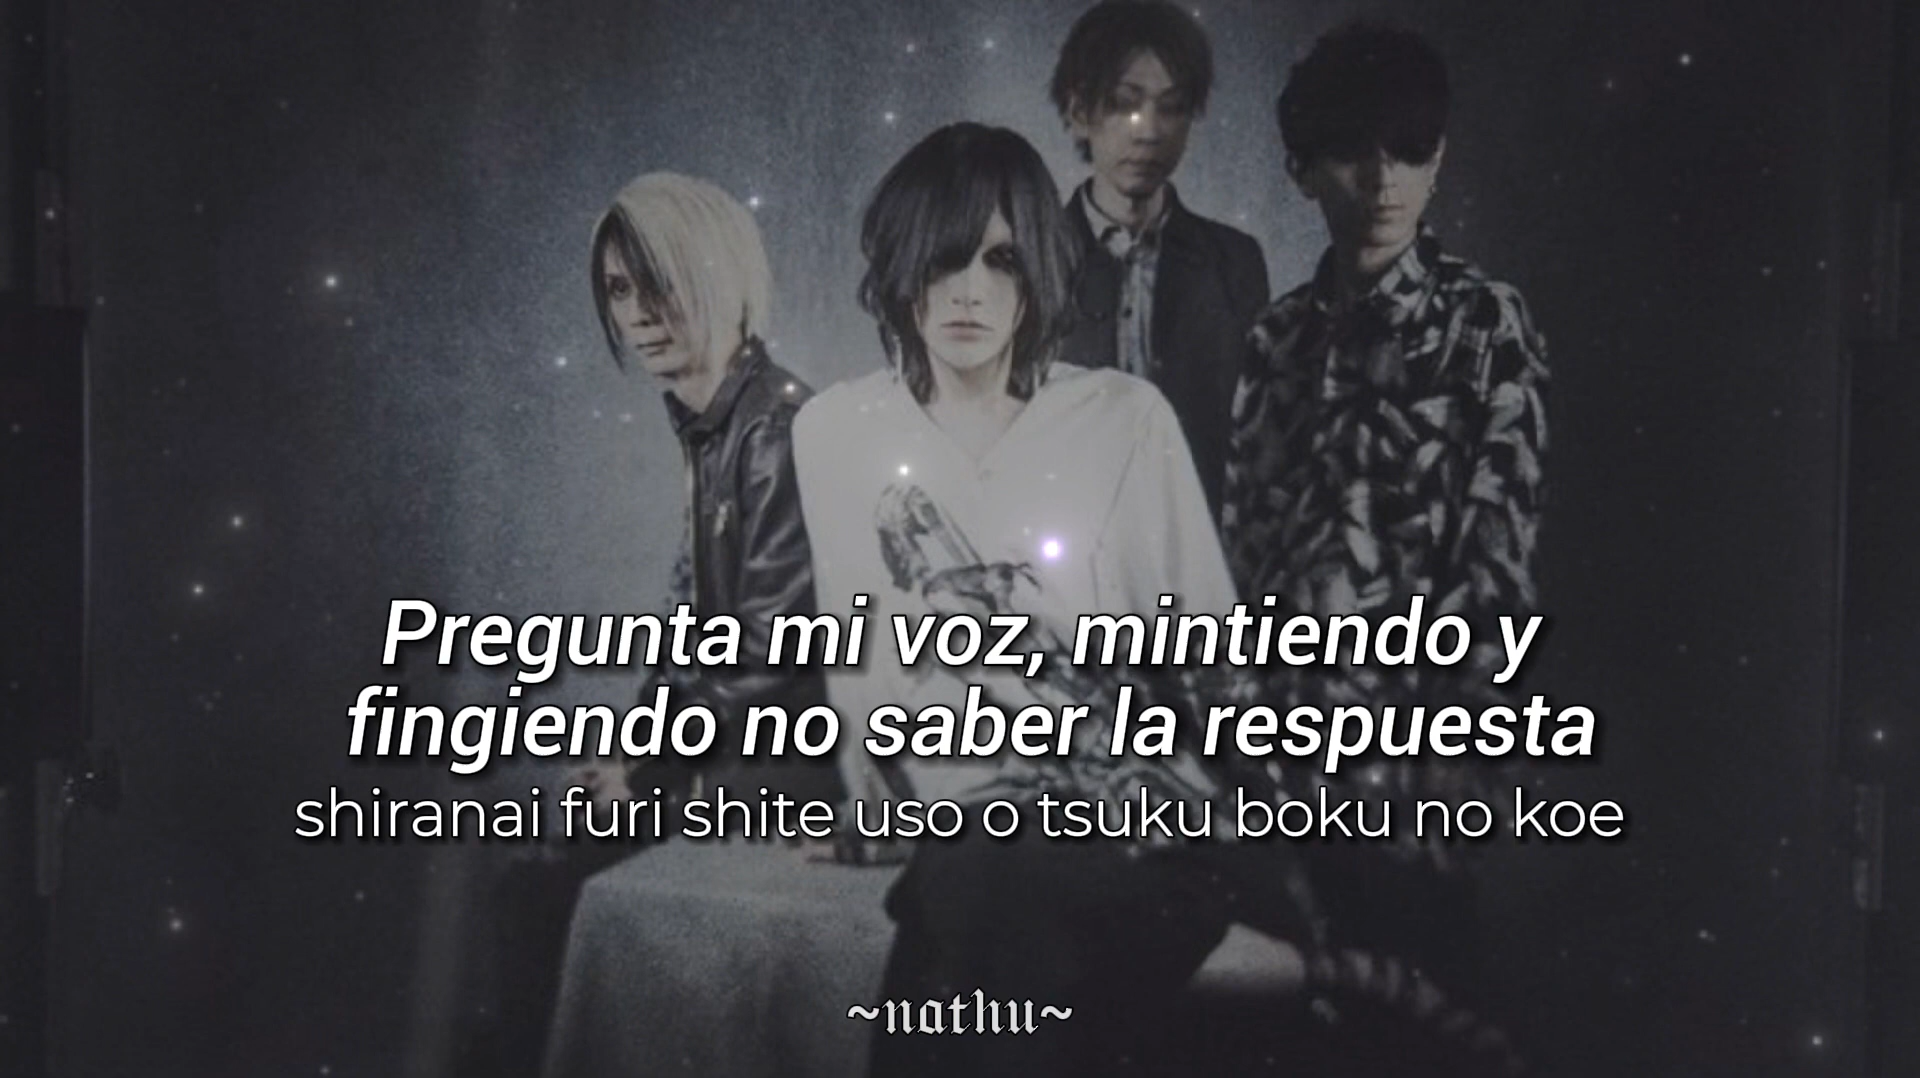 Pregunta mi voz, mintiendo y
fingiendo no saber la respuesta
shiranai furi shite uso o tsuku boku no koe
~nathu~